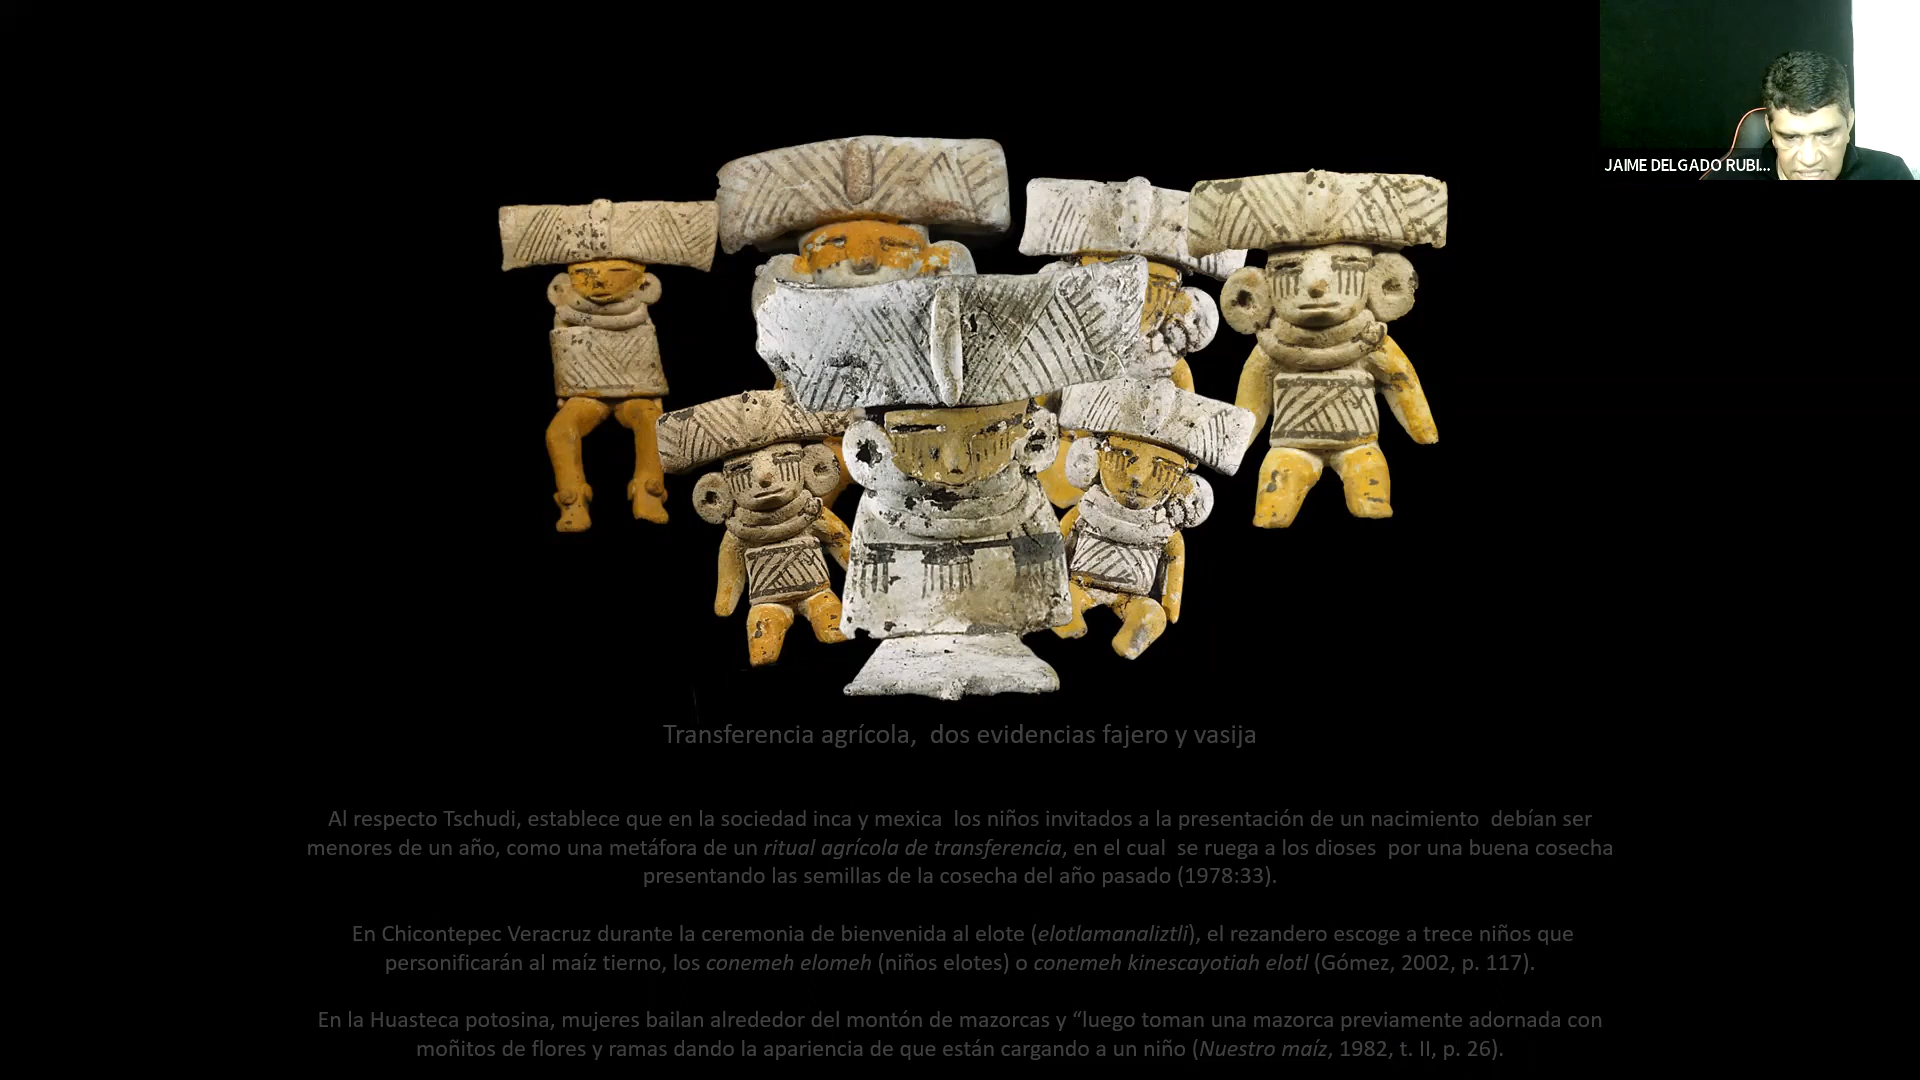 JAIME DELGADO RUBI...
Transferencia agrícola,  dos evidencias fajero y vasija
Al respecto Tschudi, establece que en la sociedad inca y mexica  los niños invitados a la presentación de un nacimiento  debían ser
menores de un año, como una metáfora de un ritual agrícola de transferencia, en el cual  se ruega a los dioses  por una buena cosecha
presentando las semillas de la cosecha del año pasado (1978:33).
En Chicontepec Veracruz durante la ceremonia de bienvenida al elote (elotlamanaliztli), el rezandero escoge a trece niños que
personificarán al maíz tierno, los conemeh elomeh (niños elotes) o conemeh kinescayotiah elotl (Gómez, 2002, p. 117).
En la Huasteca potosina, mujeres bailan alrededor del montón de mazorcas y “luego toman una mazorca previamente adornada con
moñitos de flores y ramas dando la apariencia de que están cargando a un niño (Nuestro maíz, 1982, t. II, p. 26).